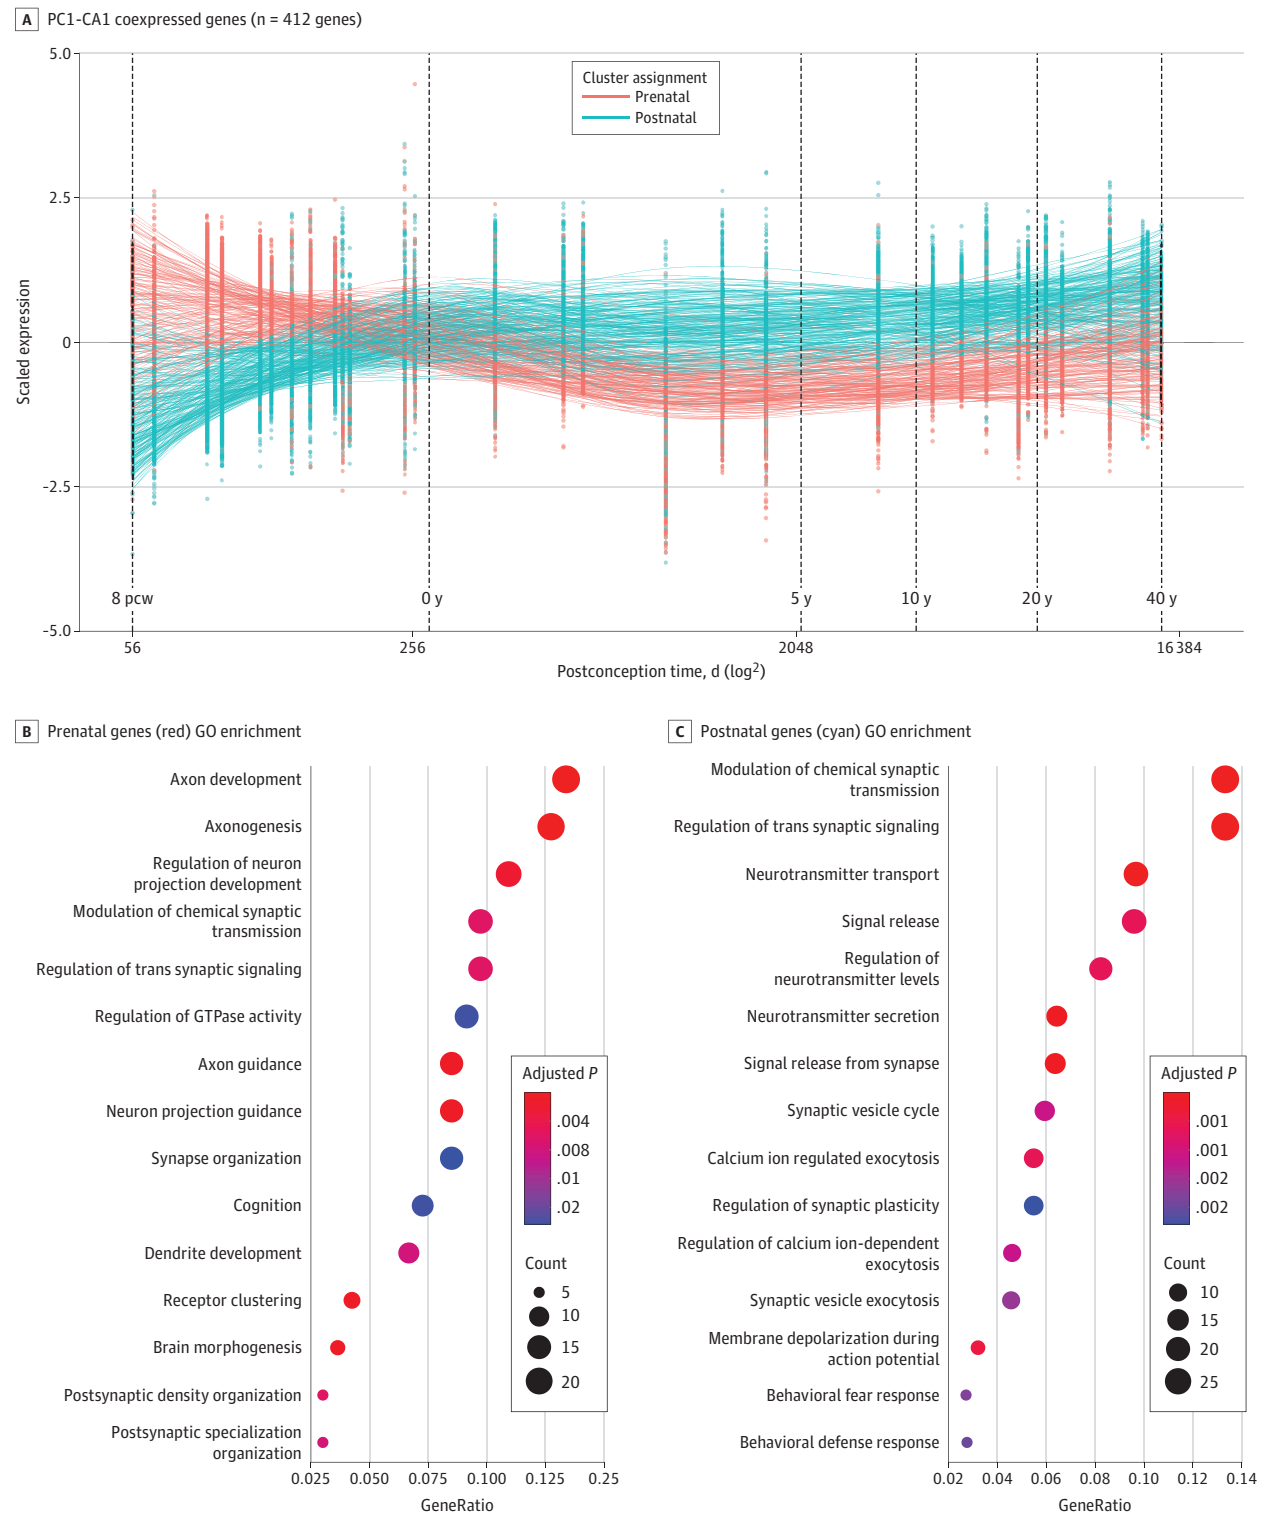 A PC1-CA1 coexpressed genes (n = 412 genes)
5.0
2.5
0
-2.5
-5.0
Scaled expression
Cluster assignment
Prenatal
Postnatal
8 pcw
0 y
5 y
10 y
20 y
40 y
56
256
2048
16 384
Postconception time, d (log2)
B Prenatal genes (red) GO enrichment
Axon development
Axonogenesis
Regulation of neuron
projection development
Modulation of chemical synaptic
transmission
Regulation of trans synaptic signaling
Regulation of GTPase activity
Axon guidance
Neuron projection guidance
Synapse organization
Cognition
Dendrite development
Receptor clustering
Brain morphogenesis
Postsynaptic density organization
Postsynaptic specialization
organization
Adjusted P
.004
.008
.01
.02
Count
5
10
15
20
0.025
0.050
0.075
0.100
0.125
0.25
GeneRatio
C Postnatal genes (cyan) GO enrichment
Modulation of chemical synaptic
transmission
Regulation of trans synaptic signaling
Neurotransmitter transport
Signal release
Regulation of
neurotransmitter levels
Neurotransmitter secretion
Signal release from synapse
Synaptic vesicle cycle
Calcium ion regulated exocytosis
Regulation of synaptic plasticity
Regulation of calcium ion-dependent
exocytosis
Synaptic vesicle exocytosis
Membrane depolarization during
action potential
Behavioral fear response
Behavioral defense response
Adjusted P
.001
.001
.002
.002
Count
10
15
20
25
0.02
0.04
0.06
0.08
0.10
0.12
0.14
GeneRatio